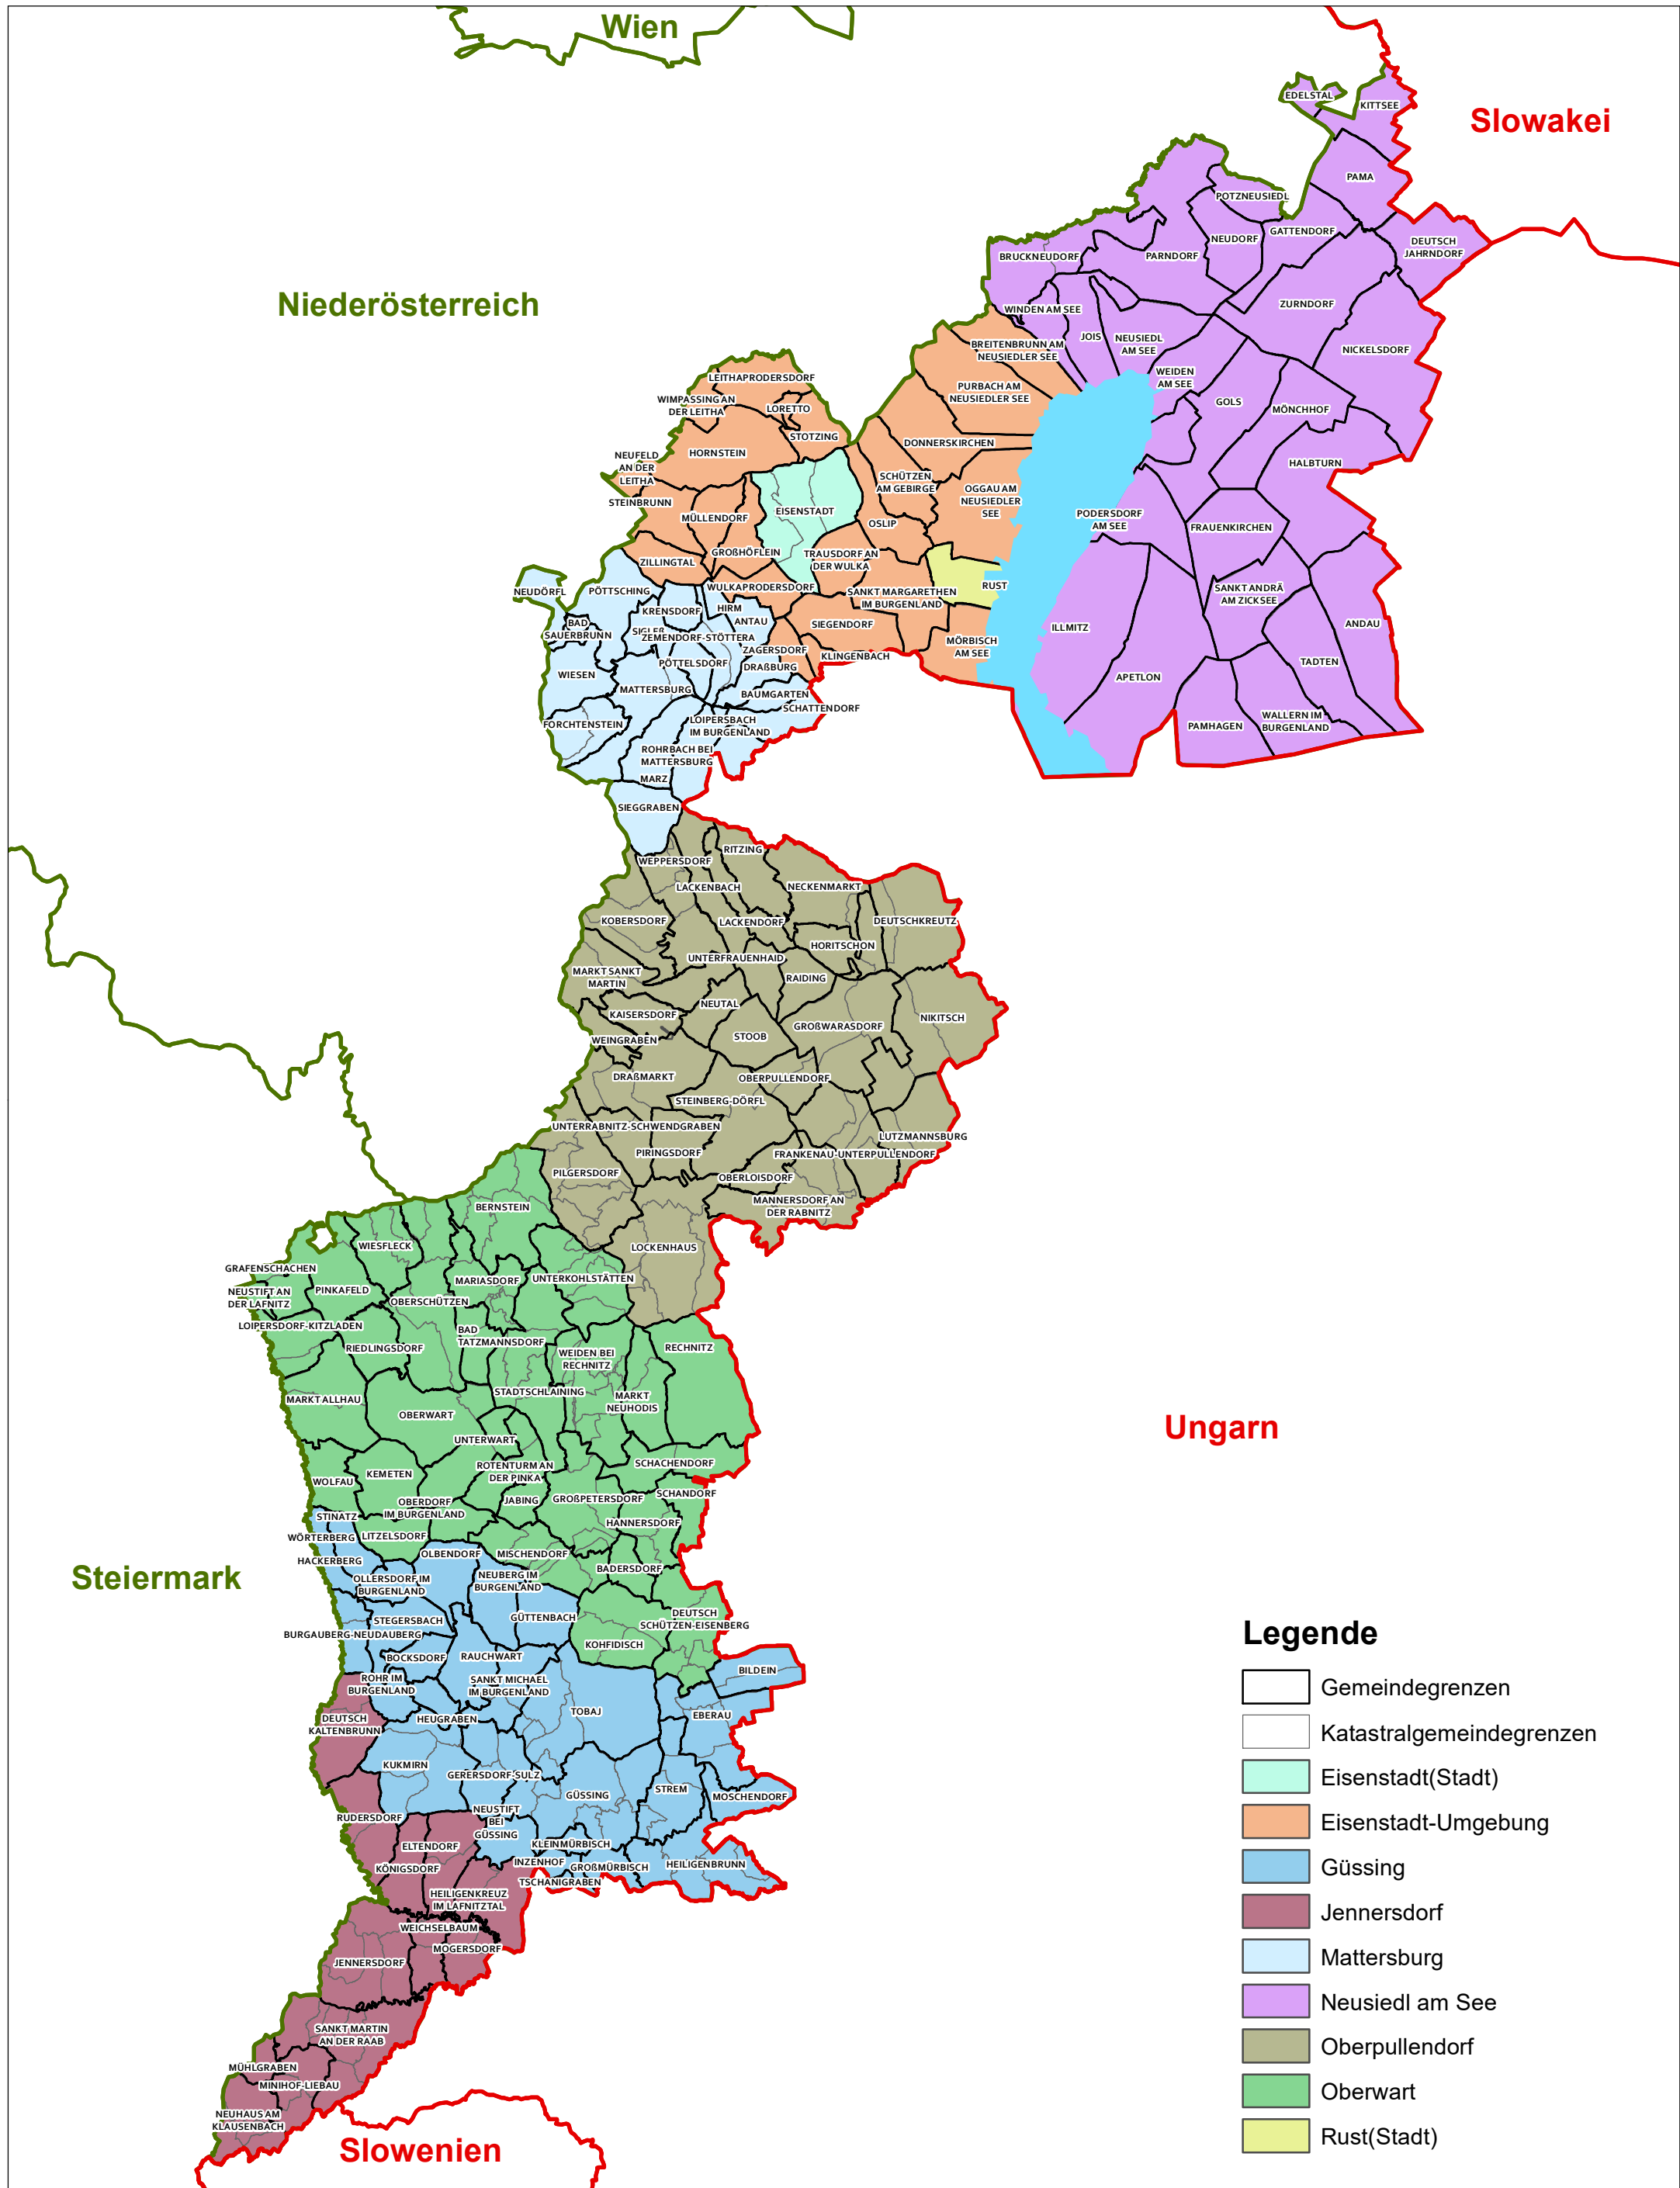 Wien
Slowakei
Niederösterreich
Ungarn
Steiermark
Slowenien
EDELSTAL
KITTSEE
PAMA
POTZNEUSIEDL
GATTENDORF
NEUDORF
DEUTSCH
JAHRNDORF
BRUCKNEUDORF
PARNDORF
ZURNDORF
WINDEN AM SEE
JOIS
NEUSIEDL
AM SEE
NICKELSDORF
BREITENBRUNN AM
NEUSIEDLER SEE
WEIDEN
AM SEE
LEITHAPRODERSDORF
PURBACH AM
NEUSIEDLER SEE
GOLS
MÖNCHHOF
WIMPASSING AN
DER LEITHA
LORETTO
STOTZING
DONNERSKIRCHEN
HORNSTEIN
NEUFELD
AN DER
LEITHA
HALBTURN
SCHÜTZEN
AM GEBIRGE
OGGAU AM
NEUSIEDLER
SEE
STEINBRUNN
MÜLLENDORF
EISENSTADT
PODERSDORF
AM SEE
OSLIP
FRAUENKIRCHEN
GROßHÖFLEIN
TRAUSDORF AN
DER WULKA
ZILLINGTAL
NEUDÖRFL
PÖTTSCHING
WULKAPRODERSDORF
SANKT MARGARETHEN
IM BURGENLAND
RUST
SANKT ANDRÄ
AM ZICKSEE
KRENSDORF
HIRM
ANTAU
SIEGENDORF
ILLMITZ
ANDAU
BAD
SAUERBRUNN
ZEMENDORF-STÖTTERA
MÖRBISCH
AM SEE
ZAGERSDORF
KLINGENBACH
PÖTTELSDORF
DRAßBURG
TADTEN
WIESEN
APETLON
MATTERSBURG
BAUMGARTEN
SCHATTENDORF
FORCHTENSTEIN
LOIPERSBACH
IM BURGENLAND
WALLERN IM
BURGENLAND
PAMHAGEN
ROHRBACH BEI
MATTERSBURG
MARZ
SIEGGRABEN
RITZING
WEPPERSDORF
LACKENBACH
NECKENMARKT
KOBERSDORF
LACKENDORF
DEUTSCHKREUTZ
HORITSCHON
UNTERFRAUENHAID
MARKT SANKT
MARTIN
RAIDING
NEUTAL
KAISERSDORF
NIKITSCH
GROßWARASDORF
WEINGRABEN
STOOB
DRAßMARKT
OBERPULLENDORF
STEINBERG-DÖRFL
UNTERRABNITZ-SCHWENDGRABEN
LUTZMANNSBURG
PIRINGSDORF
FRANKENAU-UNTERPULLENDORF
PILGERSDORF
OBERLOISDORF
MANNERSDORF AN
DER RABNITZ
BERNSTEIN
LOCKENHAUS
WIESFLECK
GRAFENSCHACHEN
MARIASDORF
UNTERKOHLSTÄTTEN
NEUSTIFT AN
DER LAFNITZ
PINKAFELD
OBERSCHÜTZEN
LOIPERSDORF-KITZLADEN
BAD
TATZMANNSDORF
RIEDLINGSDORF
WEIDEN BEI
RECHNITZ
RECHNITZ
STADTSCHLAINING
MARKT
NEUHODIS
MARKT ALLHAU
OBERWART
UNTERWART
SCHACHENDORF
ROTENTURM AN
DER PINKA
KEMETEN
WOLFAU
SCHANDORF
OBERDORF
IM BURGENLAND
JABING
GROßPETERSDORF
STINATZ
HANNERSDORF
WÖRTERBERG
LITZELSDORF
OLBENDORF
MISCHENDORF
HACKERBERG
BADERSDORF
OLLERSDORF IM
BURGENLAND
NEUBERG IM
BURGENLAND
STEGERSBACH
GÜTTENBACH
DEUTSCH
SCHÜTZEN-EISENBERG
BURGAUBERG-NEUDAUBERG
KOHFIDISCH
BOCKSDORF
RAUCHWART
BILDEIN
ROHR IM
BURGENLAND
SANKT MICHAEL
IM BURGENLAND
TOBAJ
EBERAU
DEUTSCH
KALTENBRUNN
HEUGRABEN
KUKMIRN
GERERSDORF-SULZ
GÜSSING
STREM
MOSCHENDORF
RUDERSDORF
NEUSTIFT
BEI
GÜSSING
ELTENDORF
KLEINMÜRBISCH
INZENHOF
GROßMÜRBISCH
HEILIGENBRUNN
KÖNIGSDORF
TSCHANIGRABEN
HEILIGENKREUZ
IM LAFNITZTAL
WEICHSELBAUM
MOGERSDORF
JENNERSDORF
SANKT MARTIN
AN DER RAAB
MÜHLGRABEN
MINIHOF-LIEBAU
NEUHAUS AM
KLAUSENBACH
Legende
Gemeindegrenzen
Katastralgemeindegrenzen
Eisenstadt(Stadt)
Eisenstadt-Umgebung
Güssing
Jennersdorf
Mattersburg
Neusiedl am See
Oberpullendorf
Oberwart
Rust(Stadt)